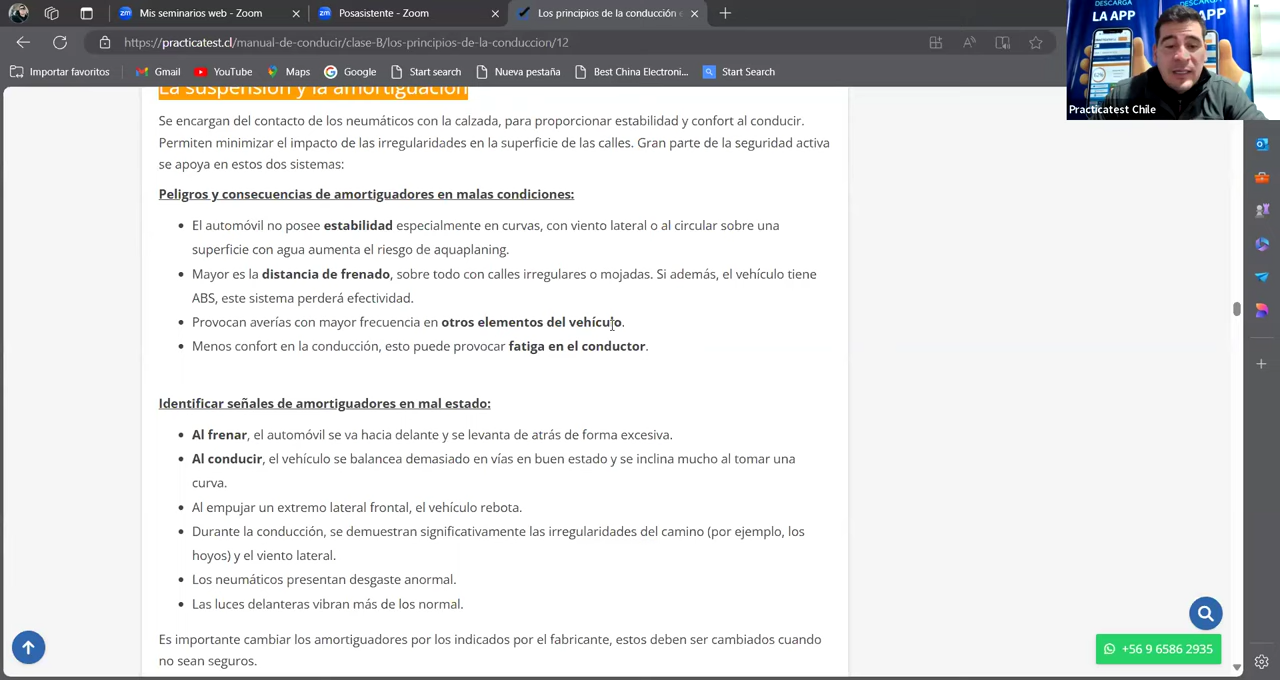 Mis seminarios web - Zoom
Posasistente - Zoom
Los principios de la conducción
https://practicatest.cl/manual-de-conducir/clase-B/los-principios-de-la-conduccion/12
Importar favoritos
Gmail
YouTube
Maps
Google
Start search
Nueva pestaña
Best China Electroni...
Start Search
DESCARGA
LA APP
DESCARGA
LA APP
Practicatest Chile
La suspensión y la amortiguación
Se encargan del contacto de los neumáticos con la calzada, para proporcionar estabilidad y confort al conducir.
Permiten minimizar el impacto de las irregularidades en la superficie de las calles. Gran parte de la seguridad activa
se apoya en estos dos sistemas:
Peligros y consecuencias de amortiguadores en malas condiciones:
El automóvil no posee estabilidad especialmente en curvas, con viento lateral o al circular sobre una
superficie con agua aumenta el riesgo de aquaplaning.
Mayor es la distancia de frenado, sobre todo con calles irregulares o mojadas. Si además, el vehículo tiene
ABS, este sistema perderá efectividad.
Provocan averías con mayor frecuencia en otros elementos del vehículo.
Menos confort en la conducción, esto puede provocar fatiga en el conductor.
Identificar señales de amortiguadores en mal estado:
Al frenar, el automóvil se va hacia delante y se levanta de atrás de forma excesiva.
Al conducir, el vehículo se balancea demasiado en vías en buen estado y se inclina mucho al tomar una
curva.
Al empujar un extremo lateral frontal, el vehículo rebota.
Durante la conducción, se demuestran significativamente las irregularidades del camino (por ejemplo, los
hoyos) y el viento lateral.
Los neumáticos presentan desgaste anormal.
Las luces delanteras vibran más de los normal.
Es importante cambiar los amortiguadores por los indicados por el fabricante, estos deben ser cambiados cuando
no sean seguros.
+56 9 6586 2935